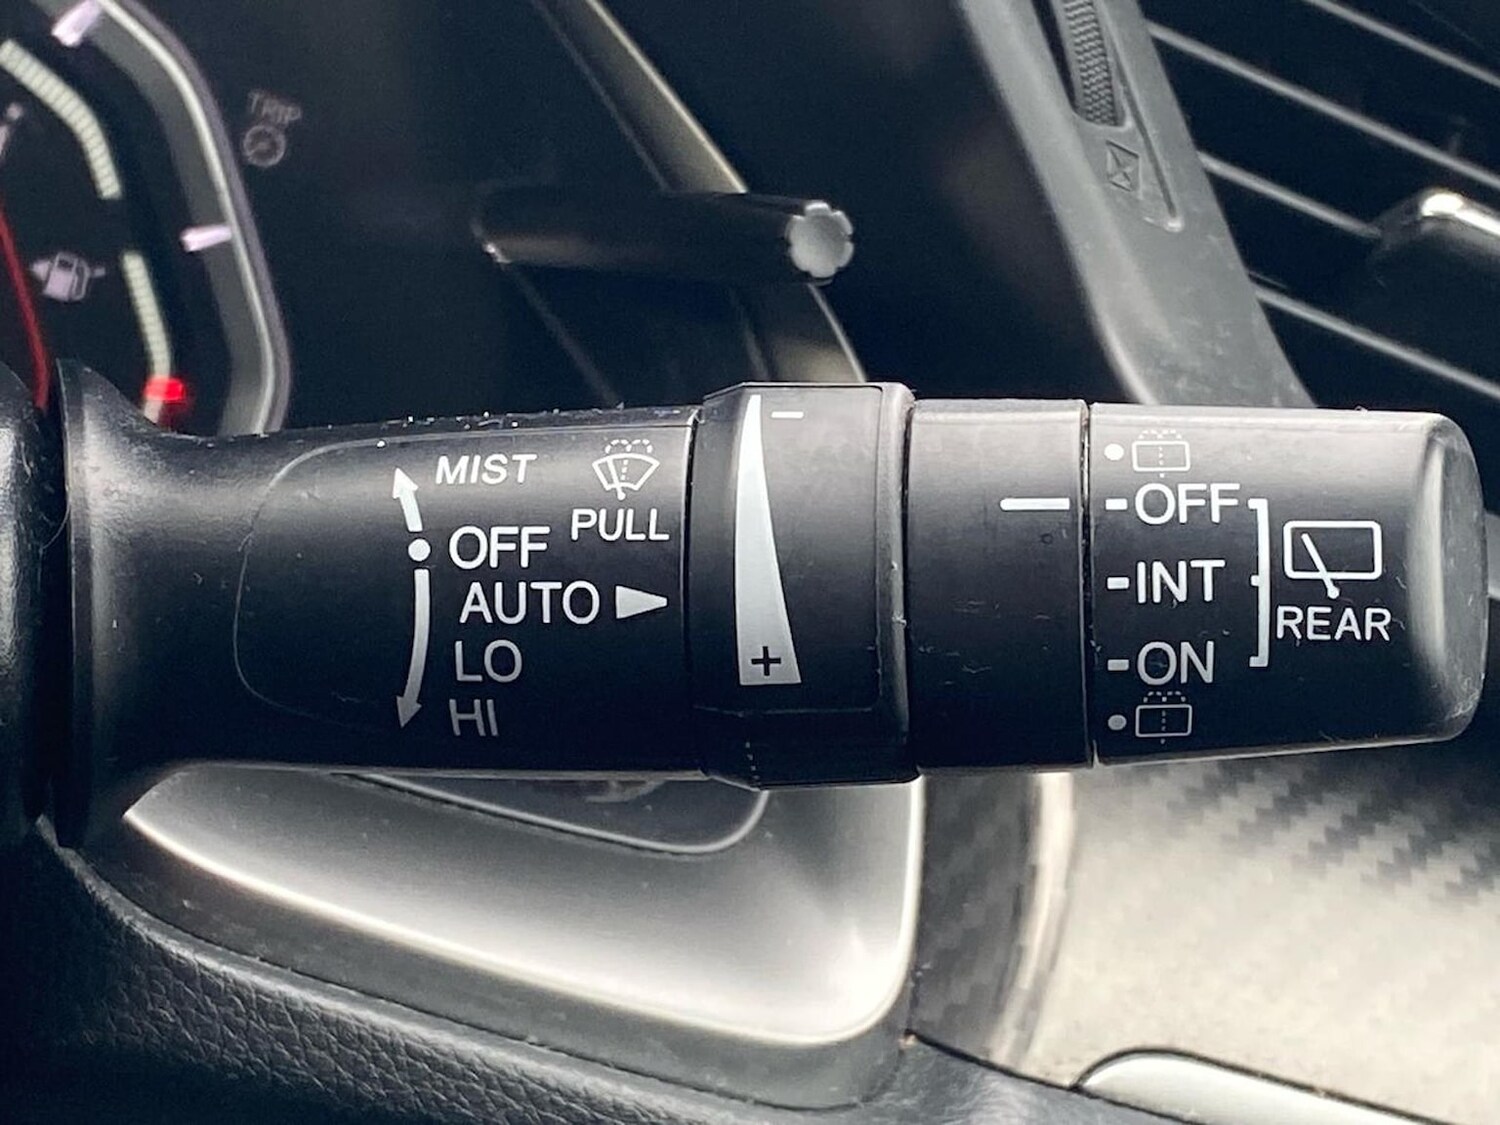 TRIP
MIST
PULL
OFF
AUTO
LO
HI
-
+
-OFF
-INT
-ON
REAR